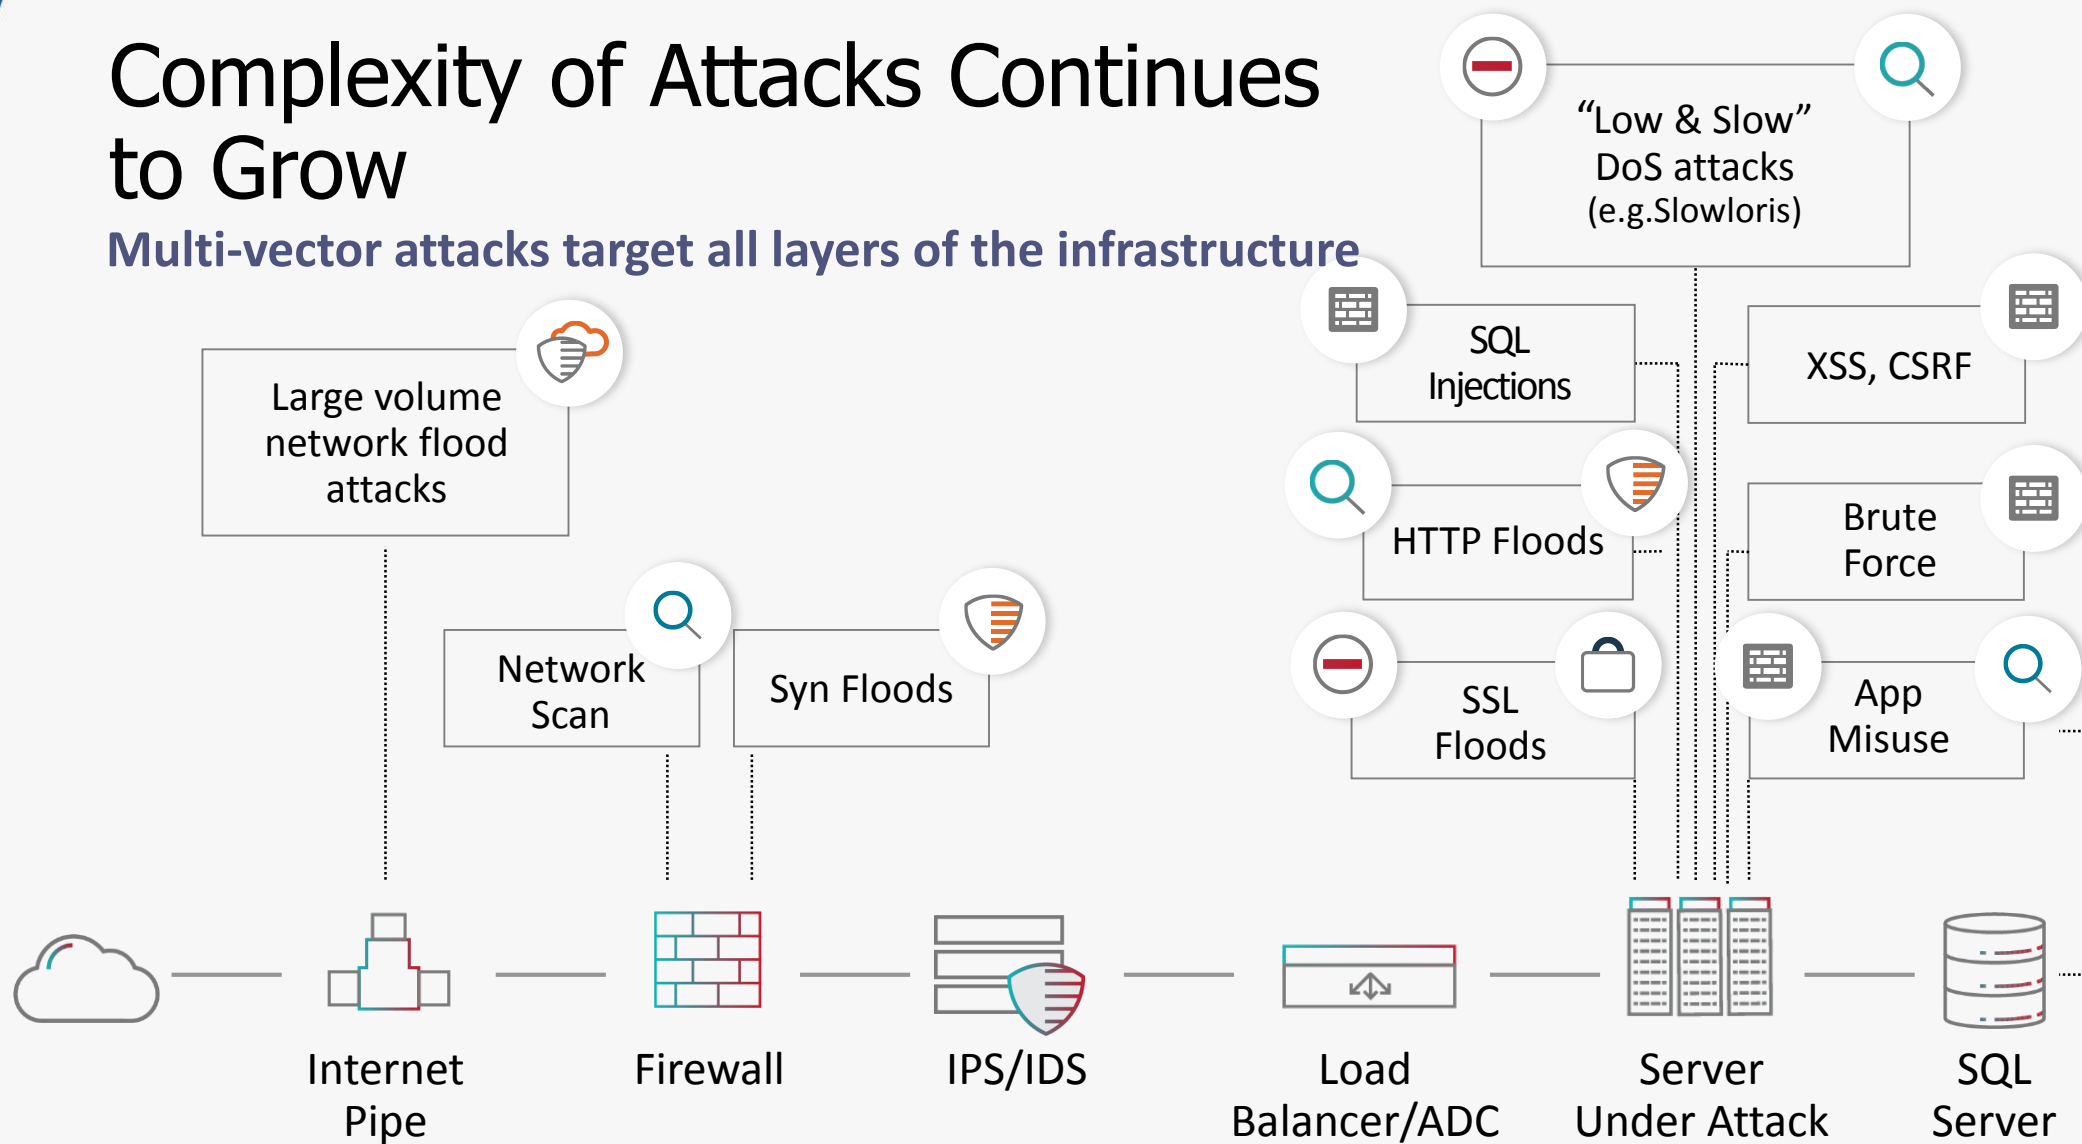 Complexity of Attacks Continues
to Grow
Multi-vector attacks target all layers of the infrastructure
“Low & Slow”
DoS attacks
(e.g.Slowloris)
SQL
Injections
XSS, CSRF
Large volume
network flood
attacks
HTTP Floods
Brute
Force
Network
Scan
Syn Floods
SSL
Floods
App
Misuse
Internet
Pipe
Firewall
IPS/IDS
Load
Balancer/ADC
Server
Under Attack
SQL
Server